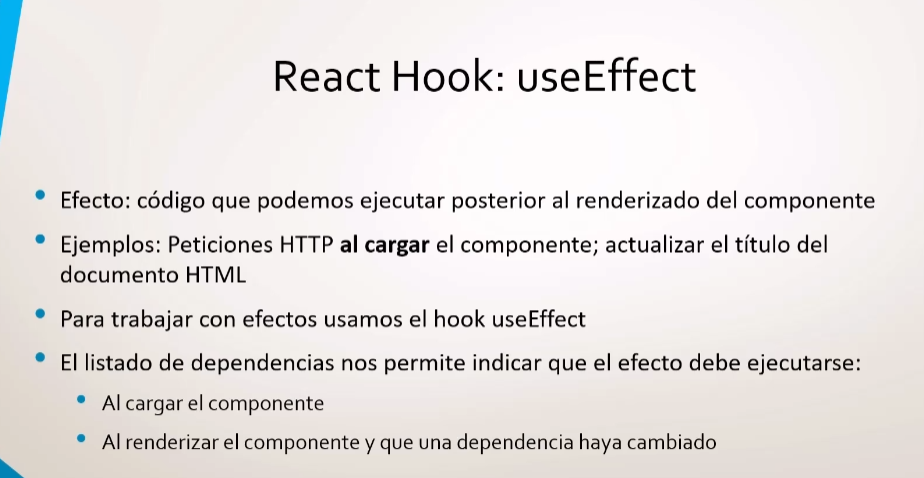 React Hook: useEffect
Efecto: código que podemos ejecutar posterior al renderizado del componente
Ejemplos: Peticiones HTTP al cargar el componente; actualizar el título del
documento HTML
Para trabajar con efectos usamos el hook useEffect
El listado de dependencias nos permite indicar que el efecto debe ejecutarse:
Al cargar el componente
Al renderizar el componente y que una dependencia haya cambiado